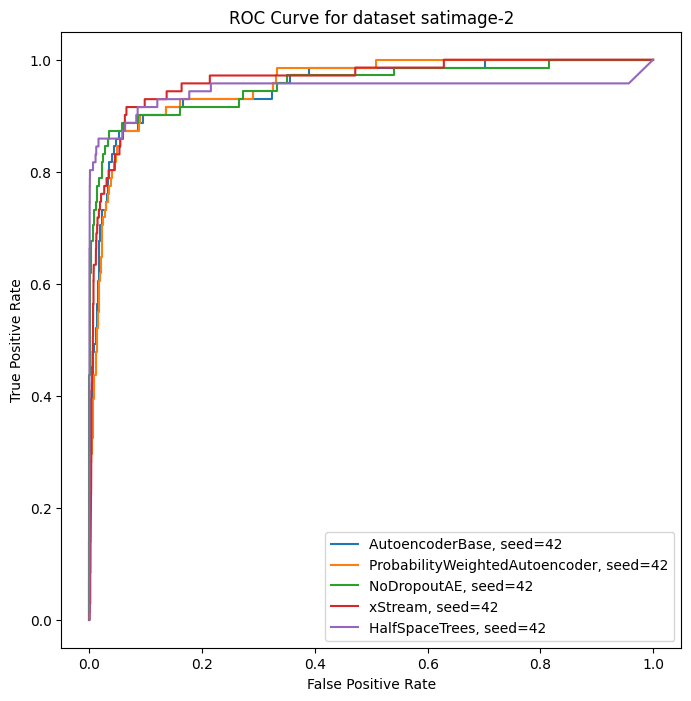 ROC Curve for dataset satimage-2
True Positive Rate
1.0
0.8
0.6
0.4
0.2
0.0
AutoencoderBase, seed=42
ProbabilityWeightedAutoencoder, seed=42
NoDropoutAE, seed=42
xStream, seed=42
HalfSpaceTrees, seed=42
0.0 0.2 0.4 0.6 0.8 1.0
False Positive Rate